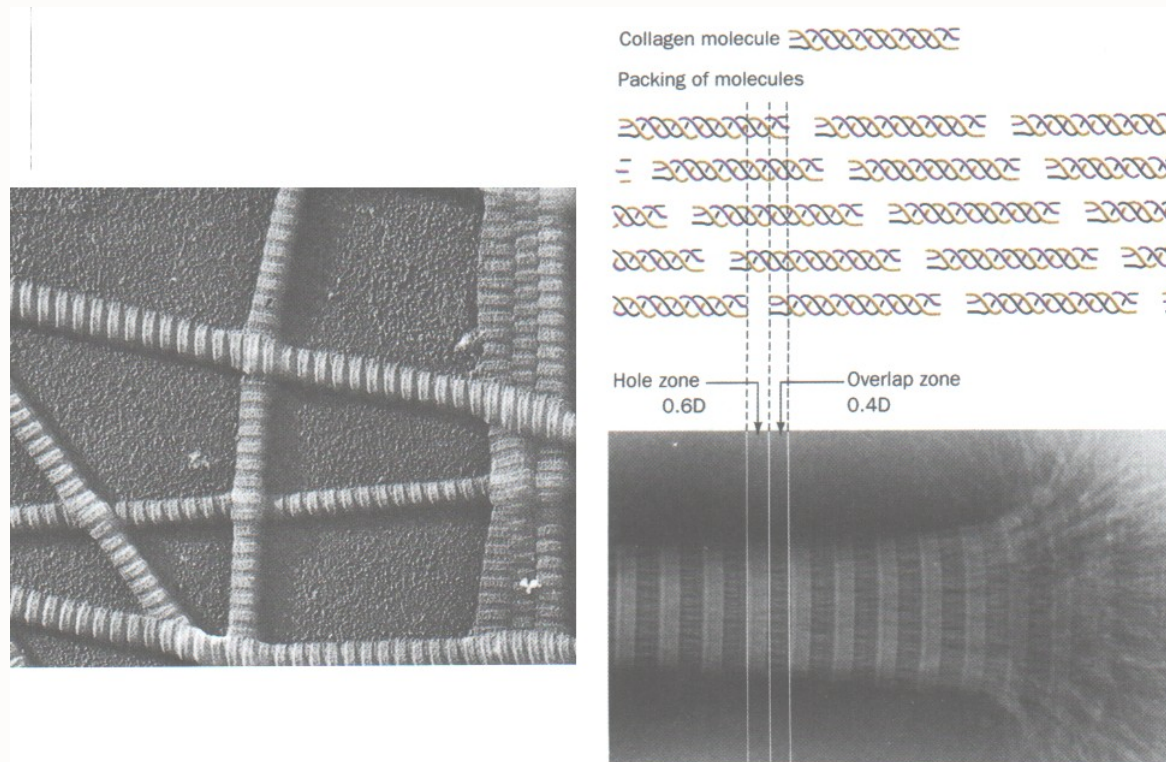 Collagen molecule
Packing of molecules
Hole zone
0.6D
Overlap zone
0.4D